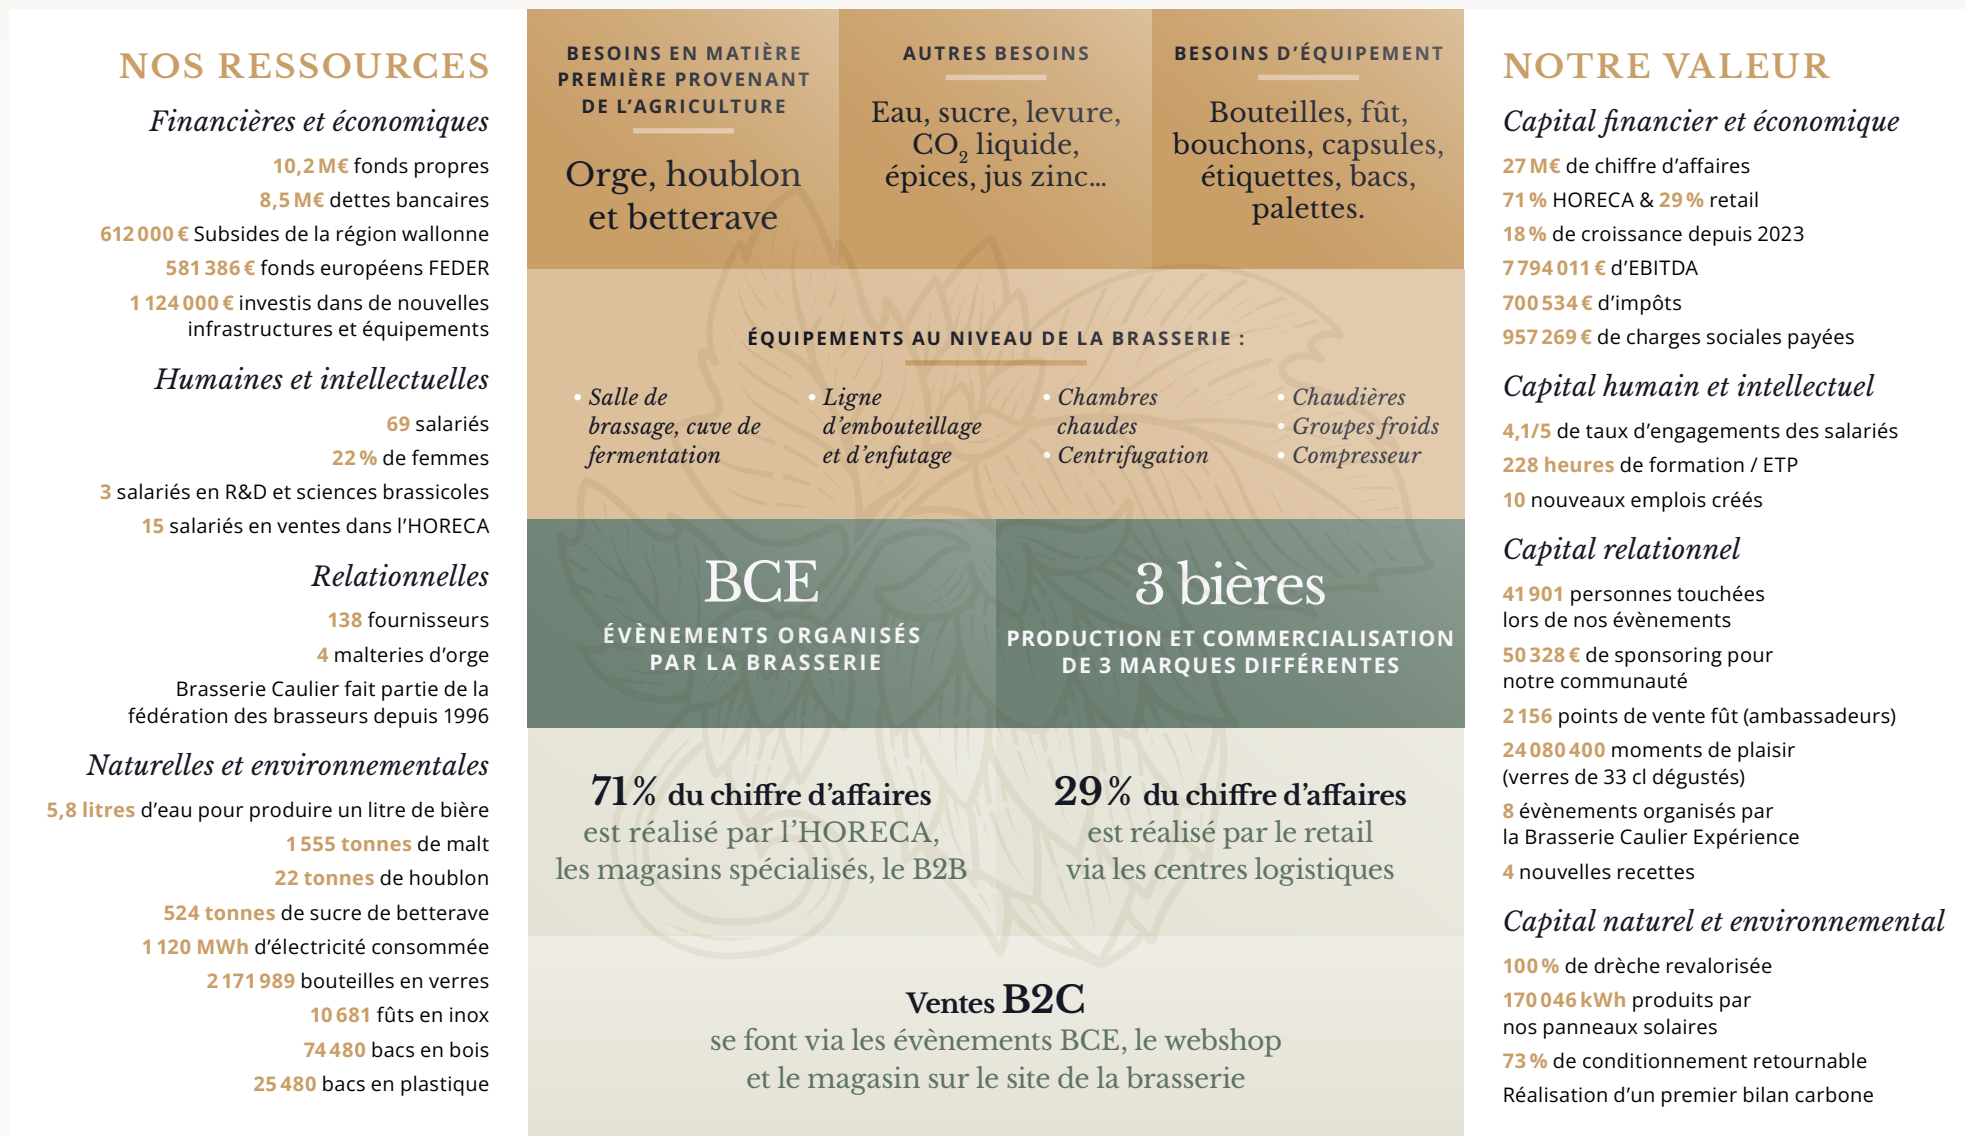 NOS RESSOURCES
Financières et économiques
10,2 M€ fonds propres
8,5 M€ dettes bancaires
612 000 € Subsides de la région wallonne
581 386 € fonds européens FEDER
1 124 000 € investis dans de nouvelles
infrastructures et équipements
Humaines et intellectuelles
69 salariés
22 % de femmes
3 salariés en R&D et sciences brassicoles
15 salariés en ventes dans l’HORECA
Relationnelles
138 fournisseurs
4 malteries d’orge
Brasserie Caulier fait partie de la
fédération des brasseurs depuis 1996
Naturelles et environnementales
5,8 litres d’eau pour produire un litre de bière
1 555 tonnes de malt
22 tonnes de houblon
524 tonnes de sucre de betterave
1 120 MWh d’électricité consommée
2 171 989 bouteilles en verres
10 681 fûts en inox
74 480 bacs en bois
25 480 bacs en plastique
BESOINS EN MATIÈRE
PREMIÈRE PROVENANT
DE L’AGRICULTURE
Orge, houblon
et betterave
AUTRES BESOINS
Eau, sucre, levure,
CO₂ liquide,
épices, jus zinc…
BESOINS D’ÉQUIPEMENT
Bouteilles, fût,
bouchons, capsules,
étiquettes, bacs,
palettes.
ÉQUIPEMENTS AU NIVEAU DE LA BRASSERIE :
• Salle de
brassage, cuve de
fermentation
• Ligne
d’embouteillage
et d’enfutage
• Chambres
chaudes
• Centrifugation
• Chaudières
• Groupes froids
• Compresseur
BCE
ÉVÈNEMENTS ORGANISÉS
PAR LA BRASSERIE
3 bières
PRODUCTION ET COMMERCIALISATION
DE 3 MARQUES DIFFÉRENTES
71 % du chiffre d’affaires
est réalisé par l’HORECA,
les magasins spécialisés, le B2B
29 % du chiffre d’affaires
est réalisé par le retail
via les centres logistiques
Ventes B2C
se font via les évènements BCE, le webshop
et le magasin sur le site de la brasserie
NOTRE VALEUR
Capital financier et économique
27 M€ de chiffre d’affaires
71 % HORECA & 29 % retail
18 % de croissance depuis 2023
7 794 011 € d’EBITDA
700 534 € d’impôts
957 269 € de charges sociales payées
Capital humain et intellectuel
4,1/5 de taux d’engagements des salariés
228 heures de formation / ETP
10 nouveaux emplois créés
Capital relationnel
41 901 personnes touchées
lors de nos évènements
50 328 € de sponsoring pour
notre communauté
2 156 points de vente fût (ambassadeurs)
24 080 400 moments de plaisir
(verres de 33 cl dégustés)
8 évènements organisés par
la Brasserie Caulier Expérience
4 nouvelles recettes
Capital naturel et environnemental
100 % de drèche revalorisée
170 046 kWh produits par
nos panneaux solaires
73 % de conditionnement retournable
Réalisation d’un premier bilan carbone